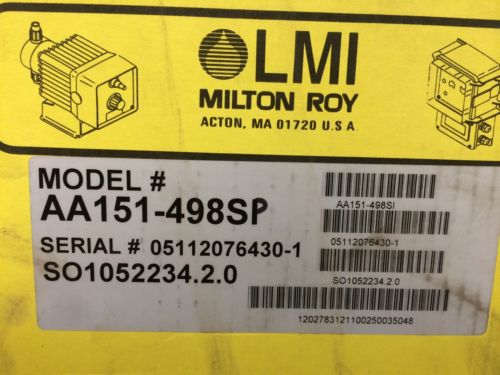 LMI
MILTON ROY
ACTON, MA 01720 U.S.A
MODEL #
AA151-498SP
SERIAL # 05112076430-1
SO1052234.2.0
AA151-498SI
05112076430-1
SO1052234.2.0
1202783121100250035048